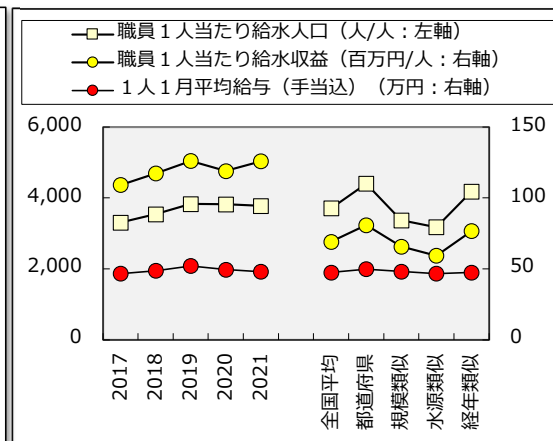 職員１人当たり給水人口（人/人：左軸）
職員１人当たり給水収益（百万円/人：右軸）
１人１月平均給与（手当込）（万円：右軸）
6,000
4,000
2,000
0
150
100
50
0
2017
2018
2019
2020
2021
全国平均
都道府県
規模類似
水源類似
経年類似